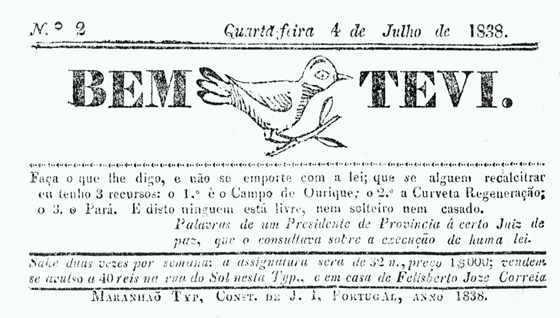 N.º 2 Quarta-feira 4 de Julho de 1838.
BEM TEVI.
Faça o que lhe digo, e não se emporte com a lei; que se alguem recalcitrar
eu tenho 3 recursos: o 1.º è o Campo de Ourique; o 2.º a Curveta Regeneração;
o 3. o Pará. E disto ninguem está livre, nem solteiro nem casado.
Palavras de um Presidente de Provincia á certo Juiz de
paz, que o consultava sobre a execução de huma lei.
Sahe duas vezes por semana: a assignatura será de 32 n., preço 1$000; vendem
se avulso a 40 reis na rua do Sol nesta Typ., e em casa de Felisberto Joze Correia
MARANHAÕ TYP, CONST. DE J. I, PORTUGAL, ANNO 1838.